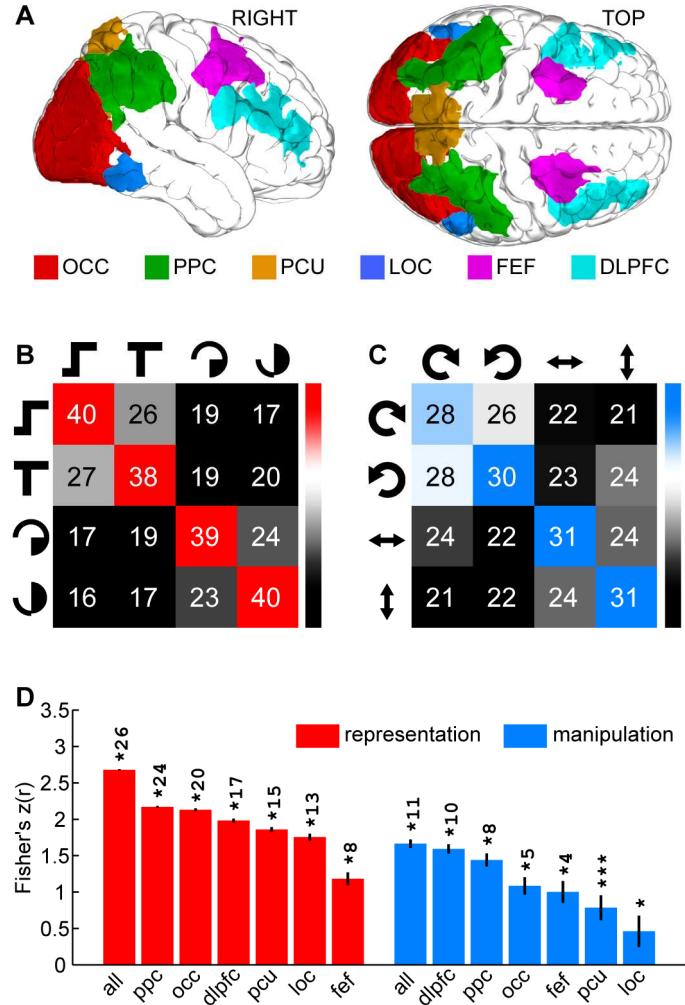 A RIGHT TOP
OCC PPC PCU LOC FEF DLPFC
B
40 26 19 17
27 38 19 20
17 19 39 24
16 17 23 40
C
28 26 22 21
28 30 23 24
24 22 31 24
21 22 24 31
D
Fisher's z(r)
3.5
3
2.5
2
1.5
1
0.5
0
representation manipulation
*26 *24 *20 *17 *15 *13 *8
*11 *10 *8 *5 *4 *** *
all ppc occ dlpfc pcu loc fef
all dlpfc ppc occ fef pcu loc